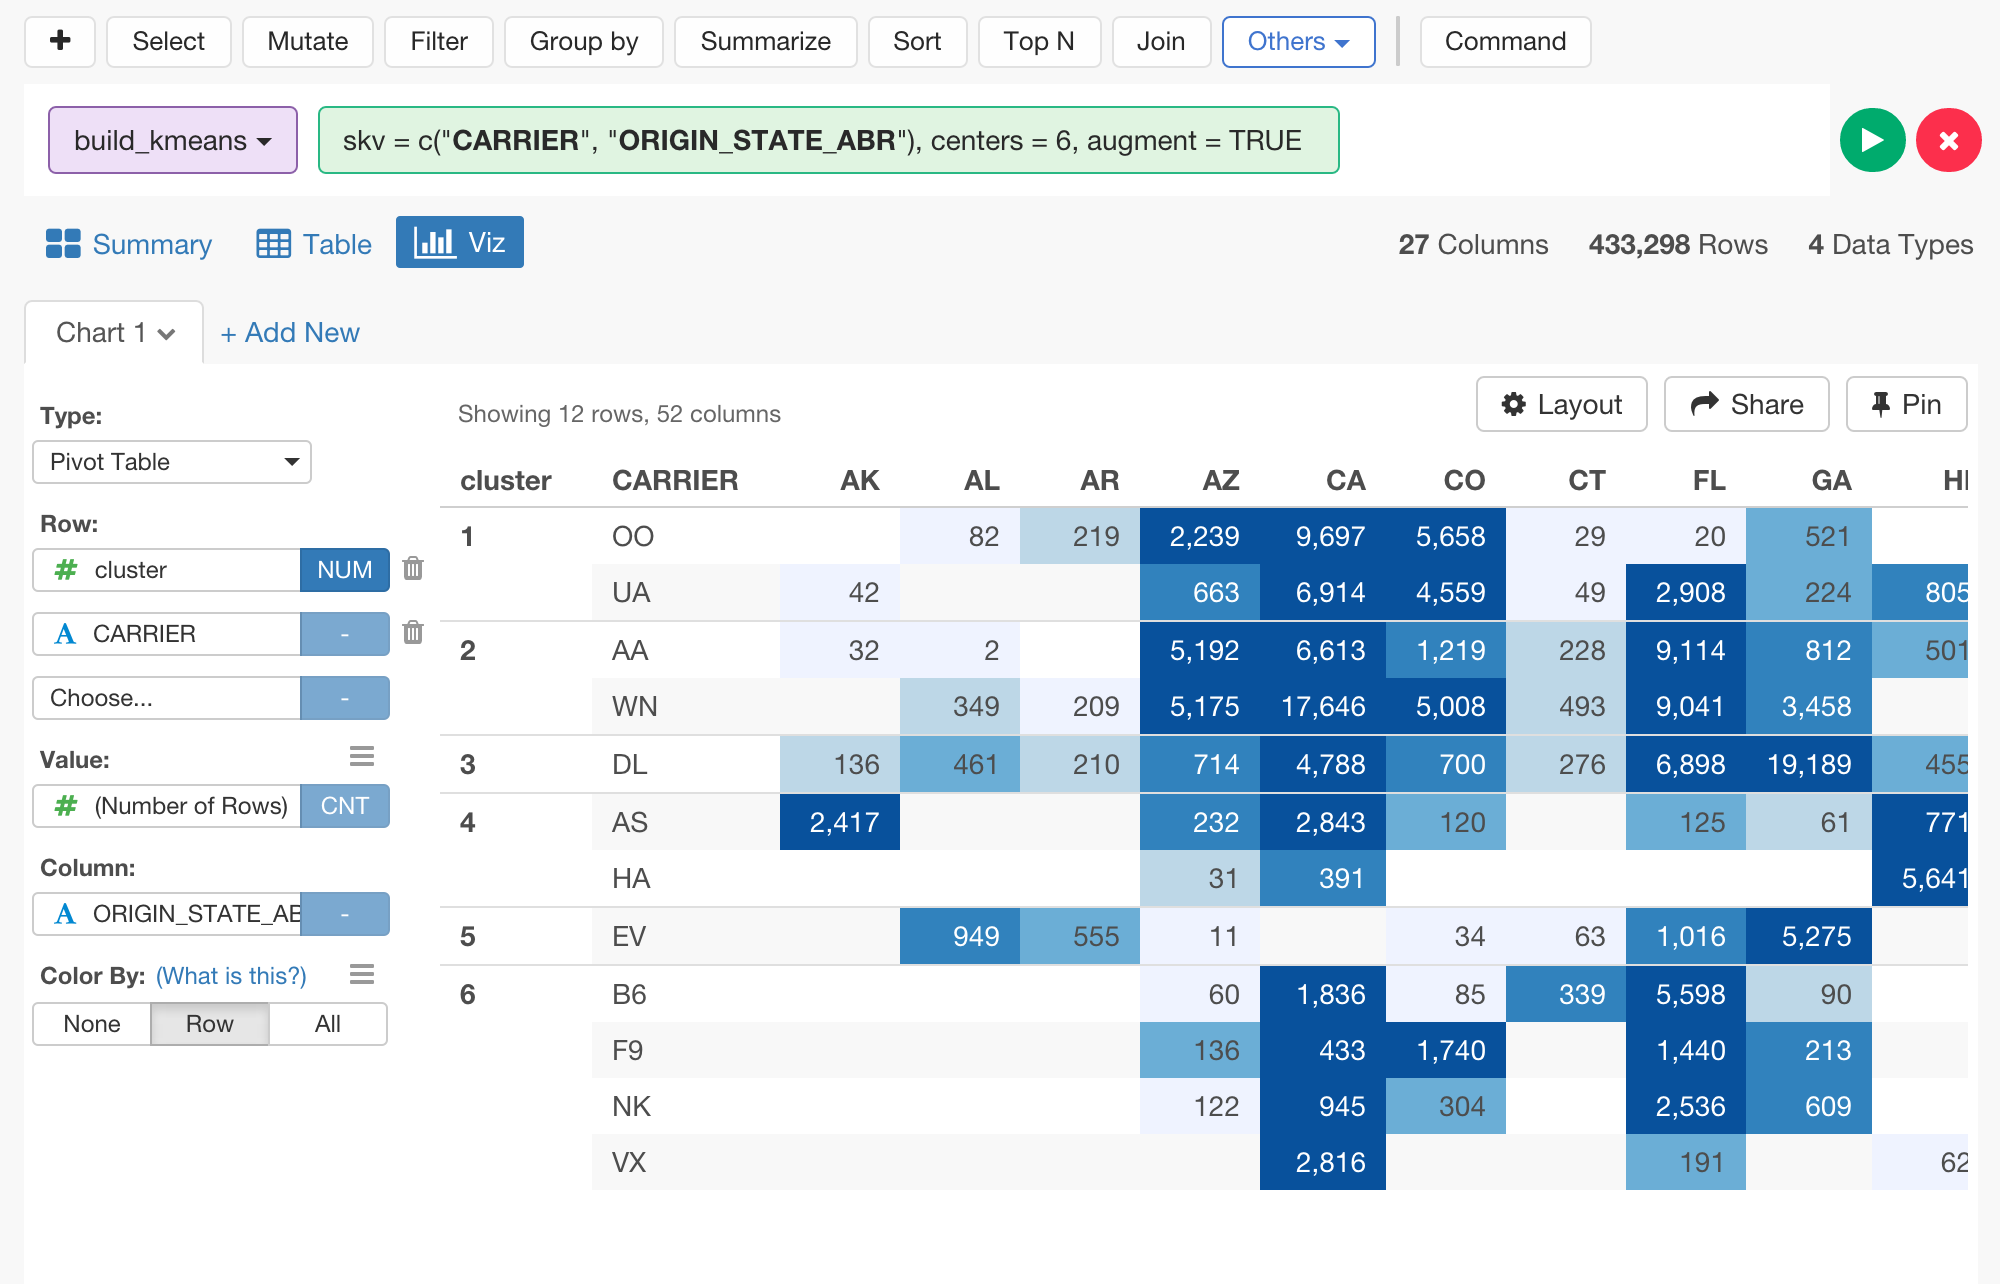 Select Mutate Filter Group by Summarize Sort Top N Join Others Command
build_kmeans skv = c("CARRIER", "ORIGIN_STATE_ABR"), centers = 6, augment = TRUE
Summary Table Viz 27 Columns 433,298 Rows 4 Data Types
Chart 1 + Add New
Type:
Pivot Table
Row:
# cluster NUM
A CARRIER -
Choose... -
Value:
# (Number of Rows) CNT
Column:
A ORIGIN_STATE_AB -
Color By: (What is this?)
None Row All
Showing 12 rows, 52 columns Layout Share Pin
cluster CARRIER AK AL AR AZ CA CO CT FL GA HI
1 OO 82 219 2,239 9,697 5,658 29 20 521
UA 42 663 6,914 4,559 49 2,908 224 805
2 AA 32 2 5,192 6,613 1,219 228 9,114 812 501
WN 349 209 5,175 17,646 5,008 493 9,041 3,458
3 DL 136 461 210 714 4,788 700 276 6,898 19,189 455
4 AS 2,417 232 2,843 120 125 61 771
HA 31 391 5,641
5 EV 949 555 11 34 63 1,016 5,275
6 B6 60 1,836 85 339 5,598 90
F9 136 433 1,740 1,440 213
NK 122 945 304 2,536 609
VX 2,816 191 62